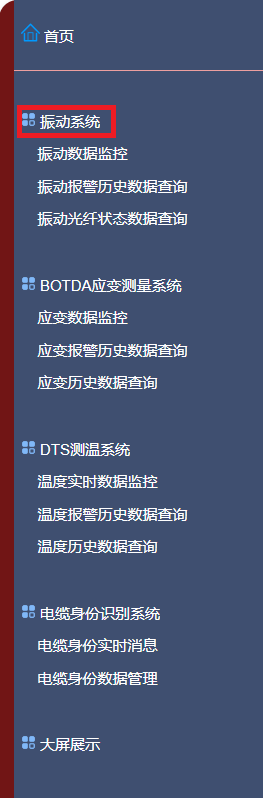 首页
振动系统
振动数据监控
振动报警历史数据查询
振动光纤状态数据查询
BOTDA应变测量系统
应变数据监控
应变报警历史数据查询
应变历史数据查询
DTS测温系统
温度实时数据监控
温度报警历史数据查询
温度历史数据查询
电缆身份识别系统
电缆身份实时消息
电缆身份数据管理
大屏展示